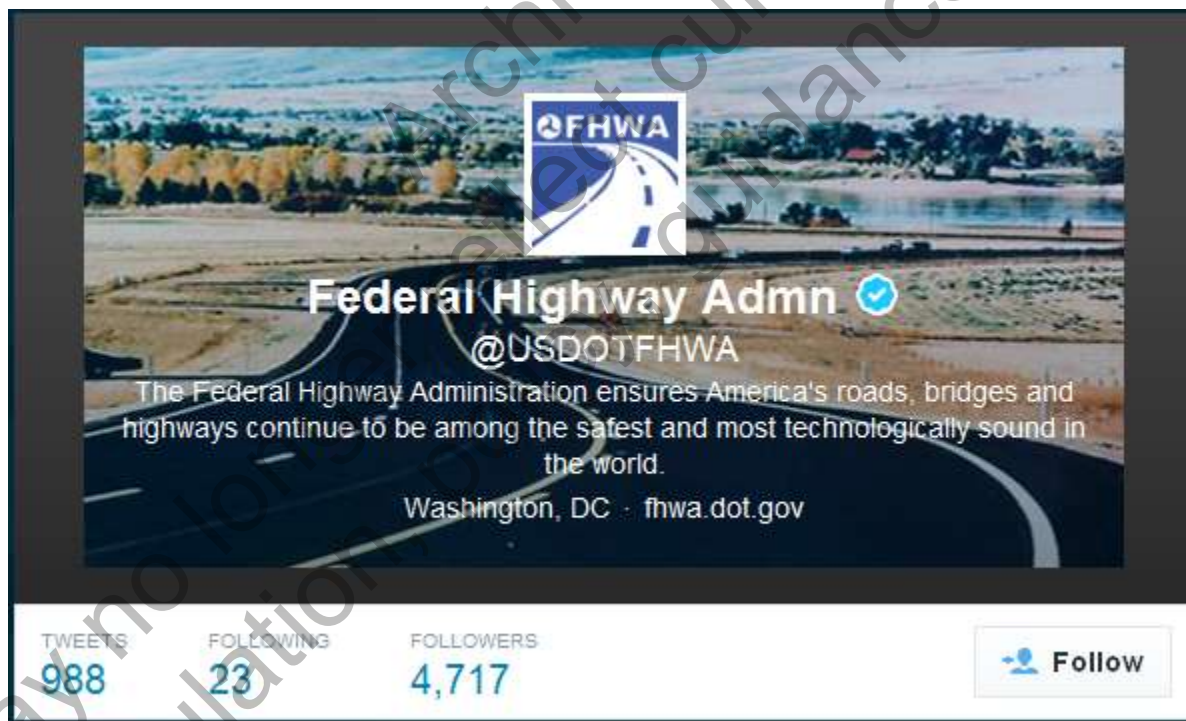 FHWA
Federal Highway Admn
@USDOTFHWA
The Federal Highway Administration ensures America's roads, bridges and
highways continue to be among the safest and most technologically sound in
the world.
Washington, DC · fhwa.dot.gov
TWEETS FOLLOWING FOLLOWERS
988 23 4,717
Follow